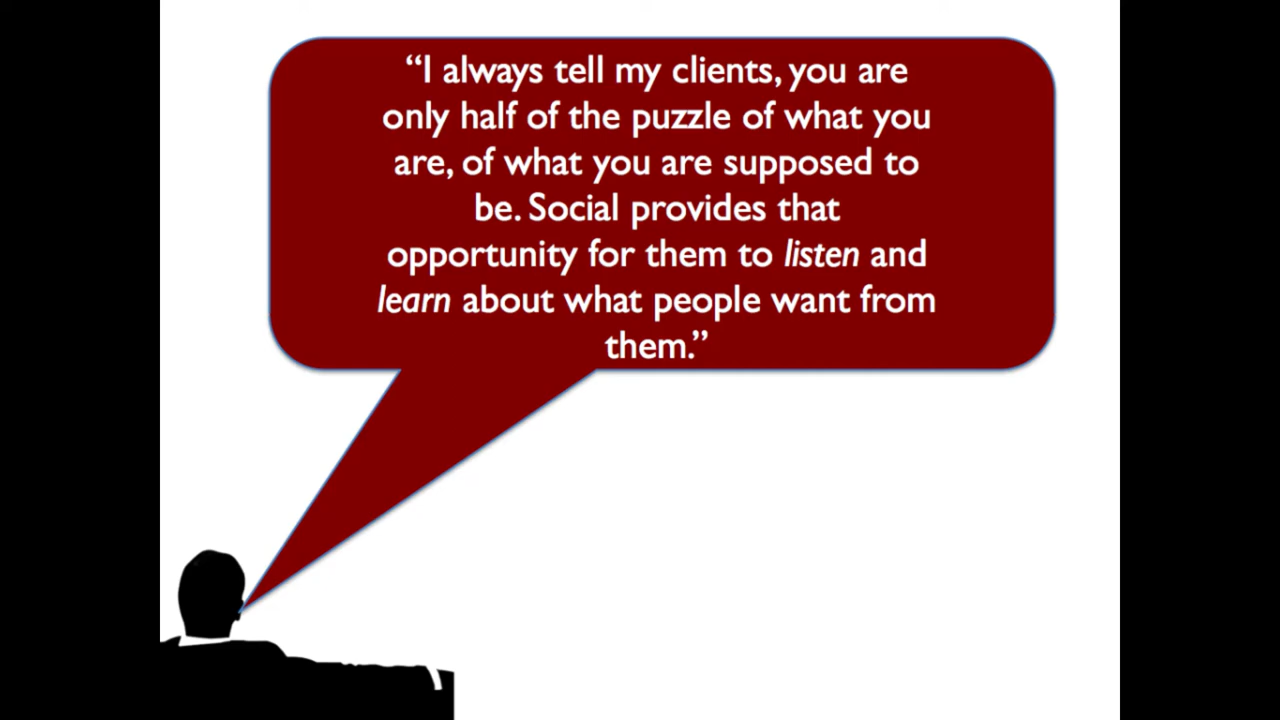 “I always tell my clients, you are
only half of the puzzle of what you
are, of what you are supposed to
be. Social provides that
opportunity for them to listen and
learn about what people want from
them.”